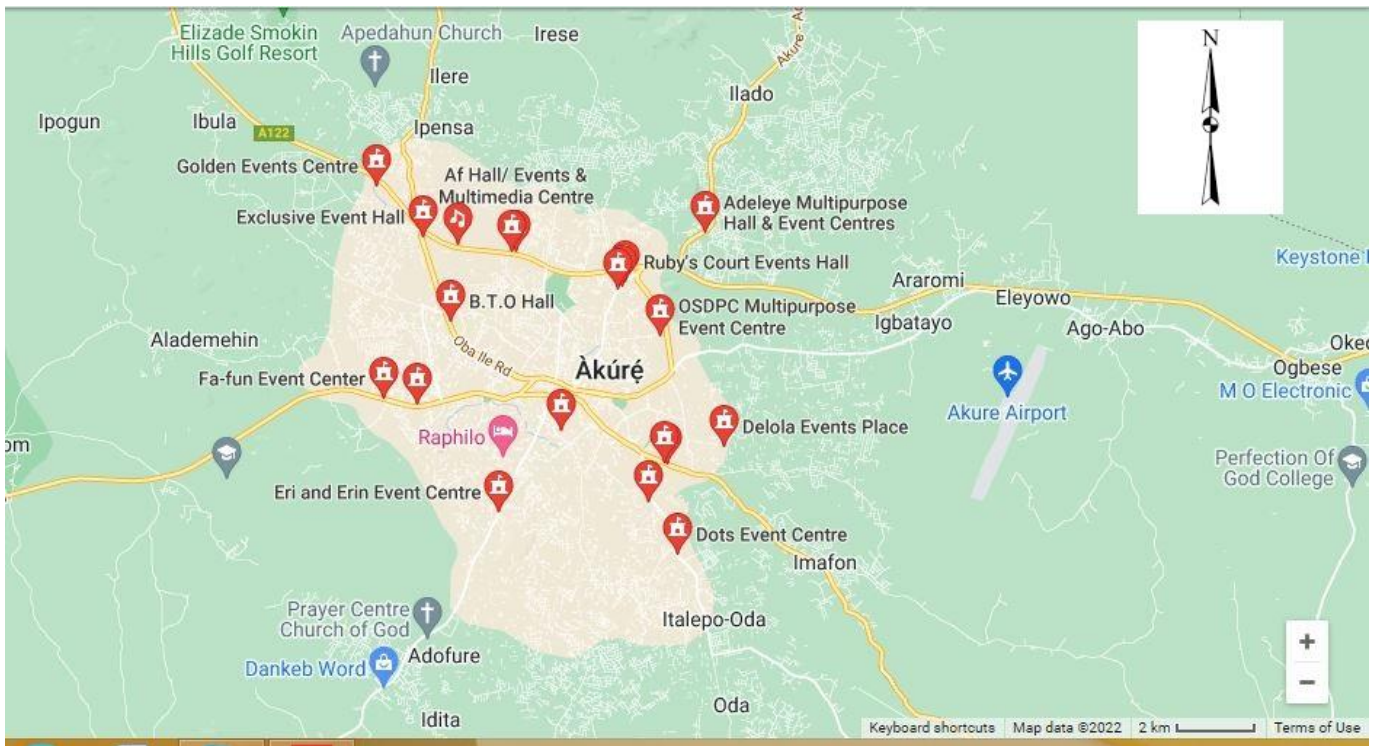 Elizade Smokin
Hills Golf Resort
Apedahun Church
Irese
Akure - A
N
Ilere
Ilado
Ipogun
Ibula
A122
Ipensa
Golden Events Centre
Af Hall/ Events &
Multimedia Centre
Exclusive Event Hall
Adeleye Multipurpose
Hall & Event Centres
Ruby's Court Events Hall
Keystone
Araromi
Eleyowo
B.T.O Hall
OSDPC Multipurpose
Event Centre
Igbatayo
Ago-Abo
Alademehin
Oba Ile Rd
Oke
Ogbese
Fa-fun Event Center
Àkúrẹ́
M O Electronic
Akure Airport
Delola Events Place
Raphilo
om
Perfection Of
God College
Eri and Erin Event Centre
Dots Event Centre
Imafon
Prayer Centre
Church of God
Italepo-Oda
Adofure
Dankeb Word
Idita
Oda
+
−
Keyboard shortcuts Map data ©2022 2 km Terms of Use